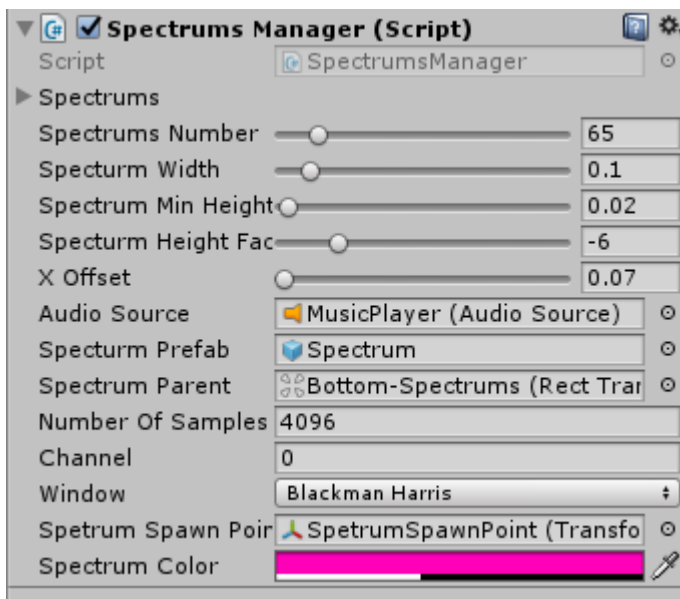 Spectrums Manager (Script)
Script SpectrumsManager
Spectrums
Spectrums Number 65
Specturm Width 0.1
Spectrum Min Height 0.02
Specturm Height Fac -6
X Offset 0.07
Audio Source MusicPlayer (Audio Source)
Specturm Prefab Spectrum
Spectrum Parent Bottom-Spectrums (Rect Tran
Number Of Samples 4096
Channel 0
Window Blackman Harris
Spetrum Spawn Poin SpetrumSpawnPoint (Transfo
Spectrum Color